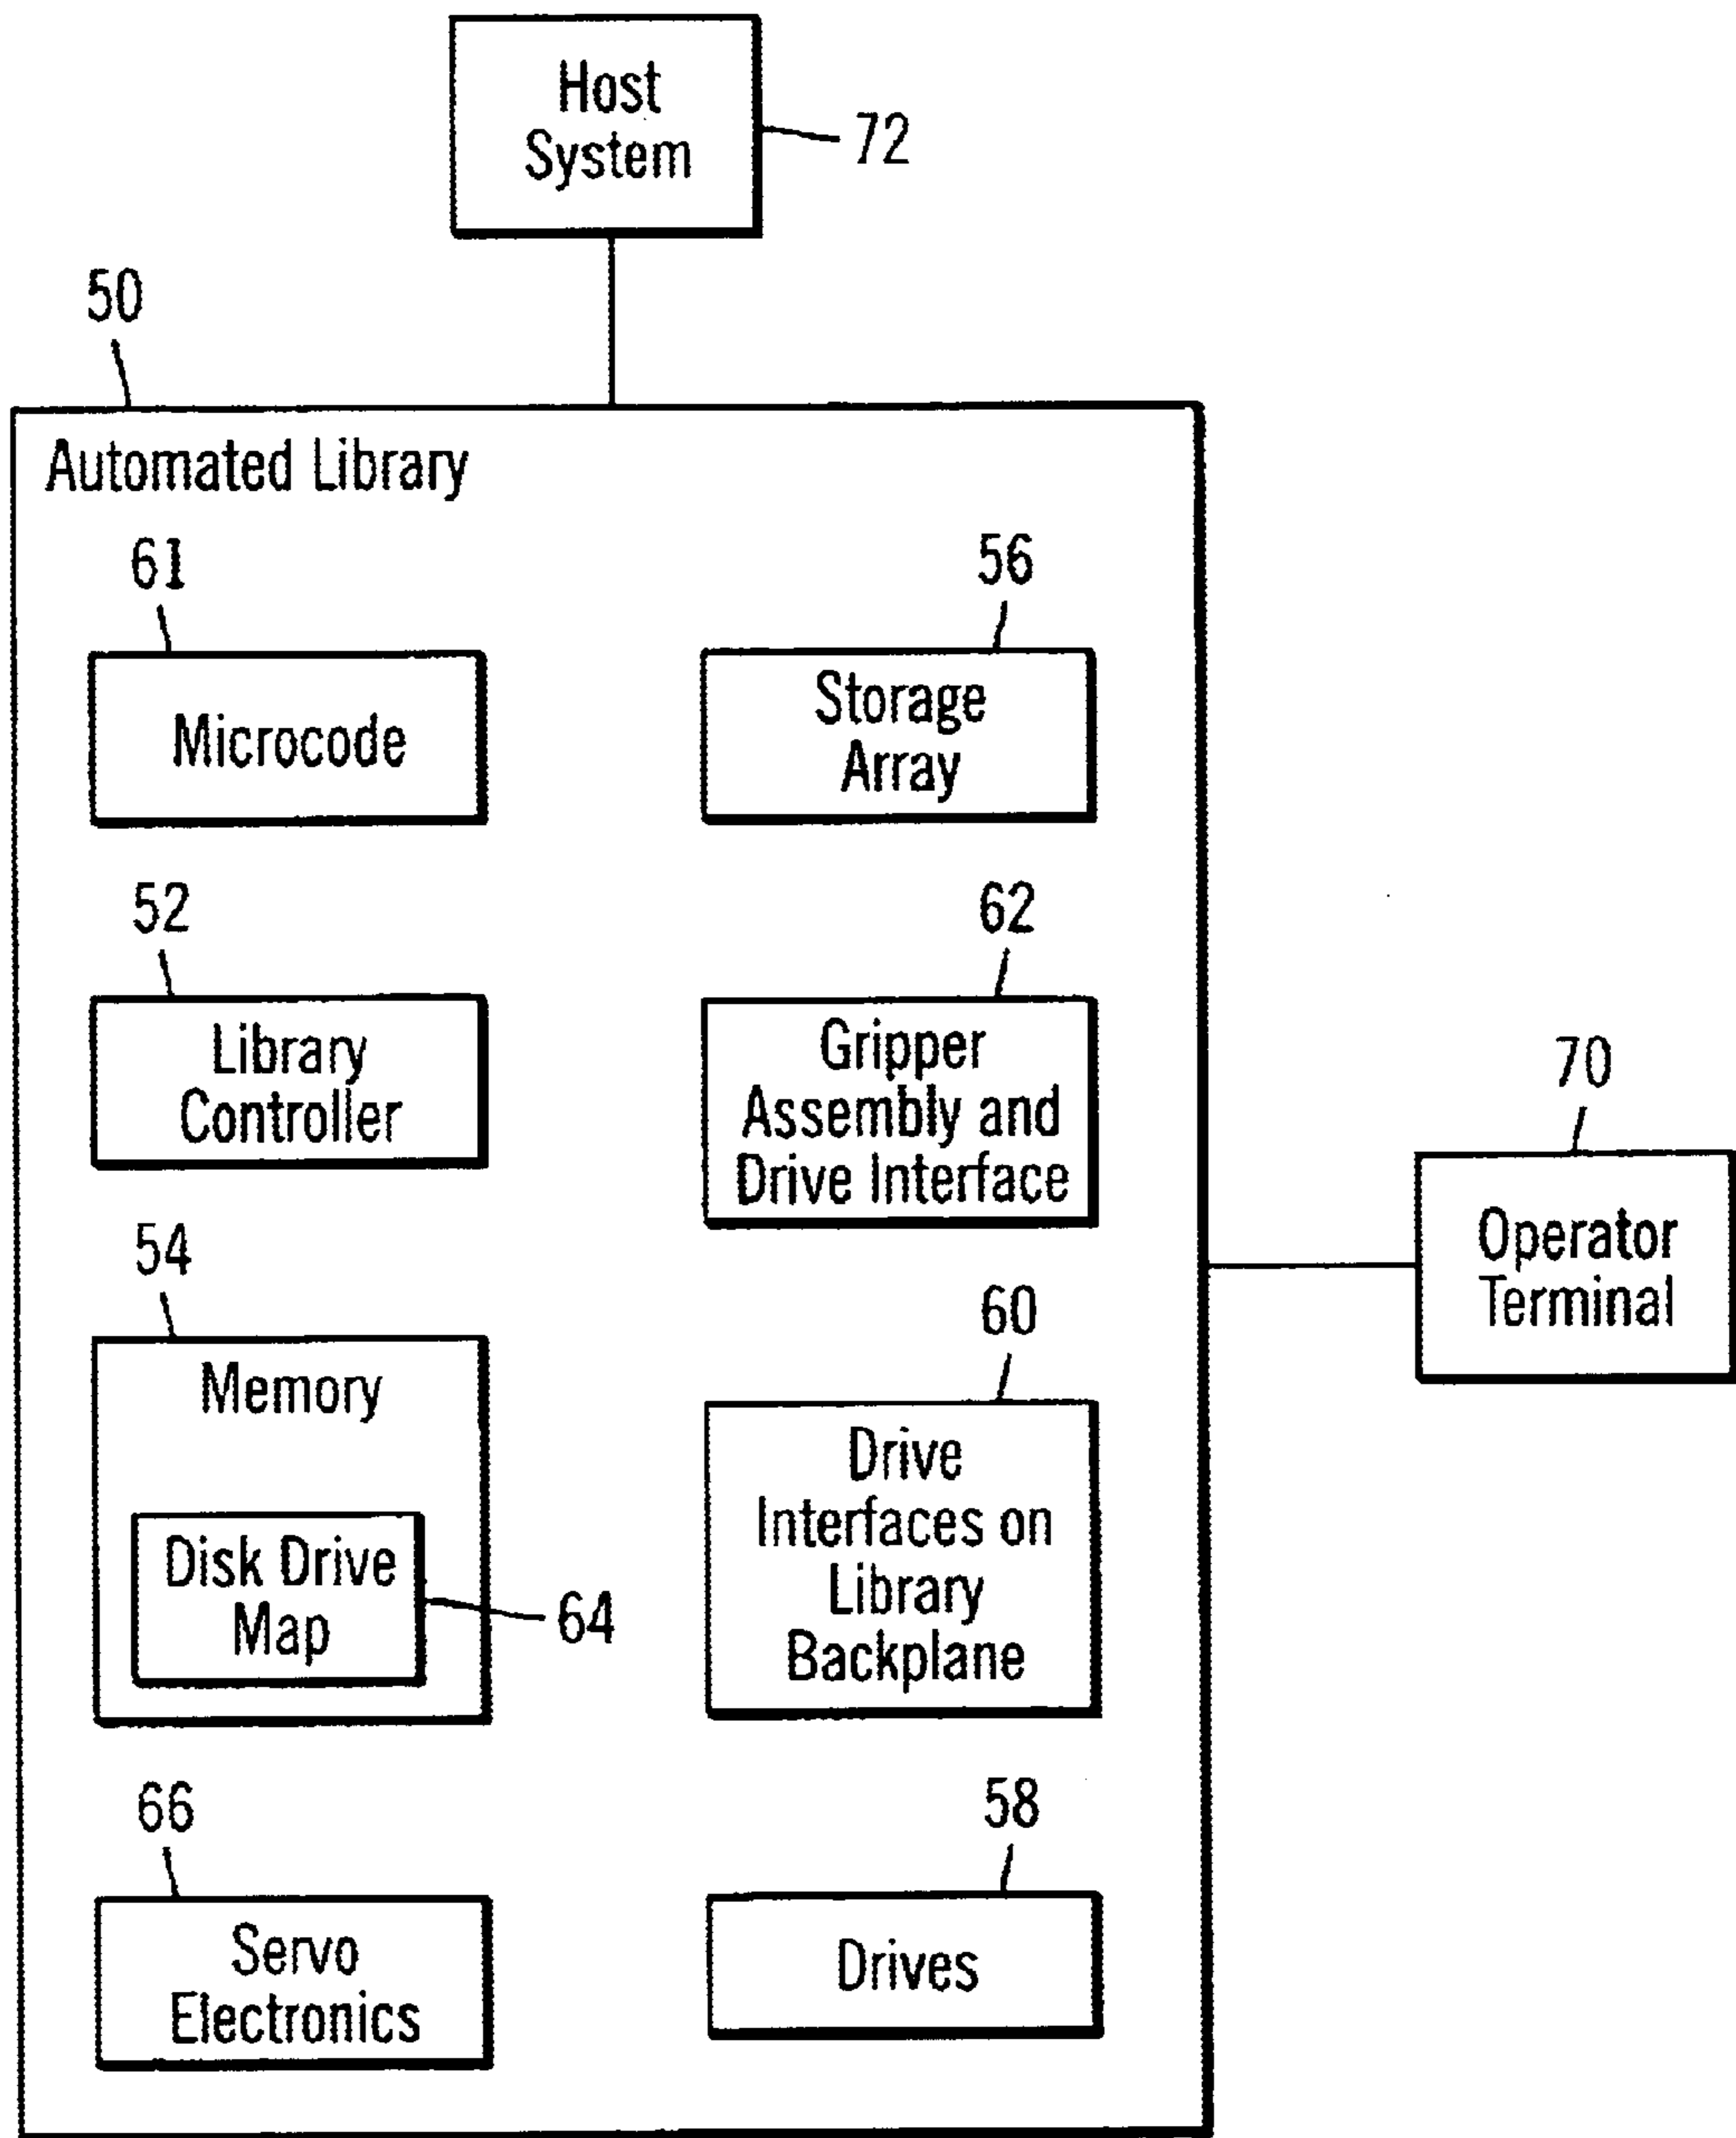 Host
System
72
50
Automated Library
61
Microcode
56
Storage
Array
52
Library
Controller
62
Gripper
Assembly and
Drive Interface
70
Operator
Terminal
54
Memory
Disk Drive
Map
64
60
Drive
Interfaces on
Library
Backplane
66
Servo
Electronics
58
Drives